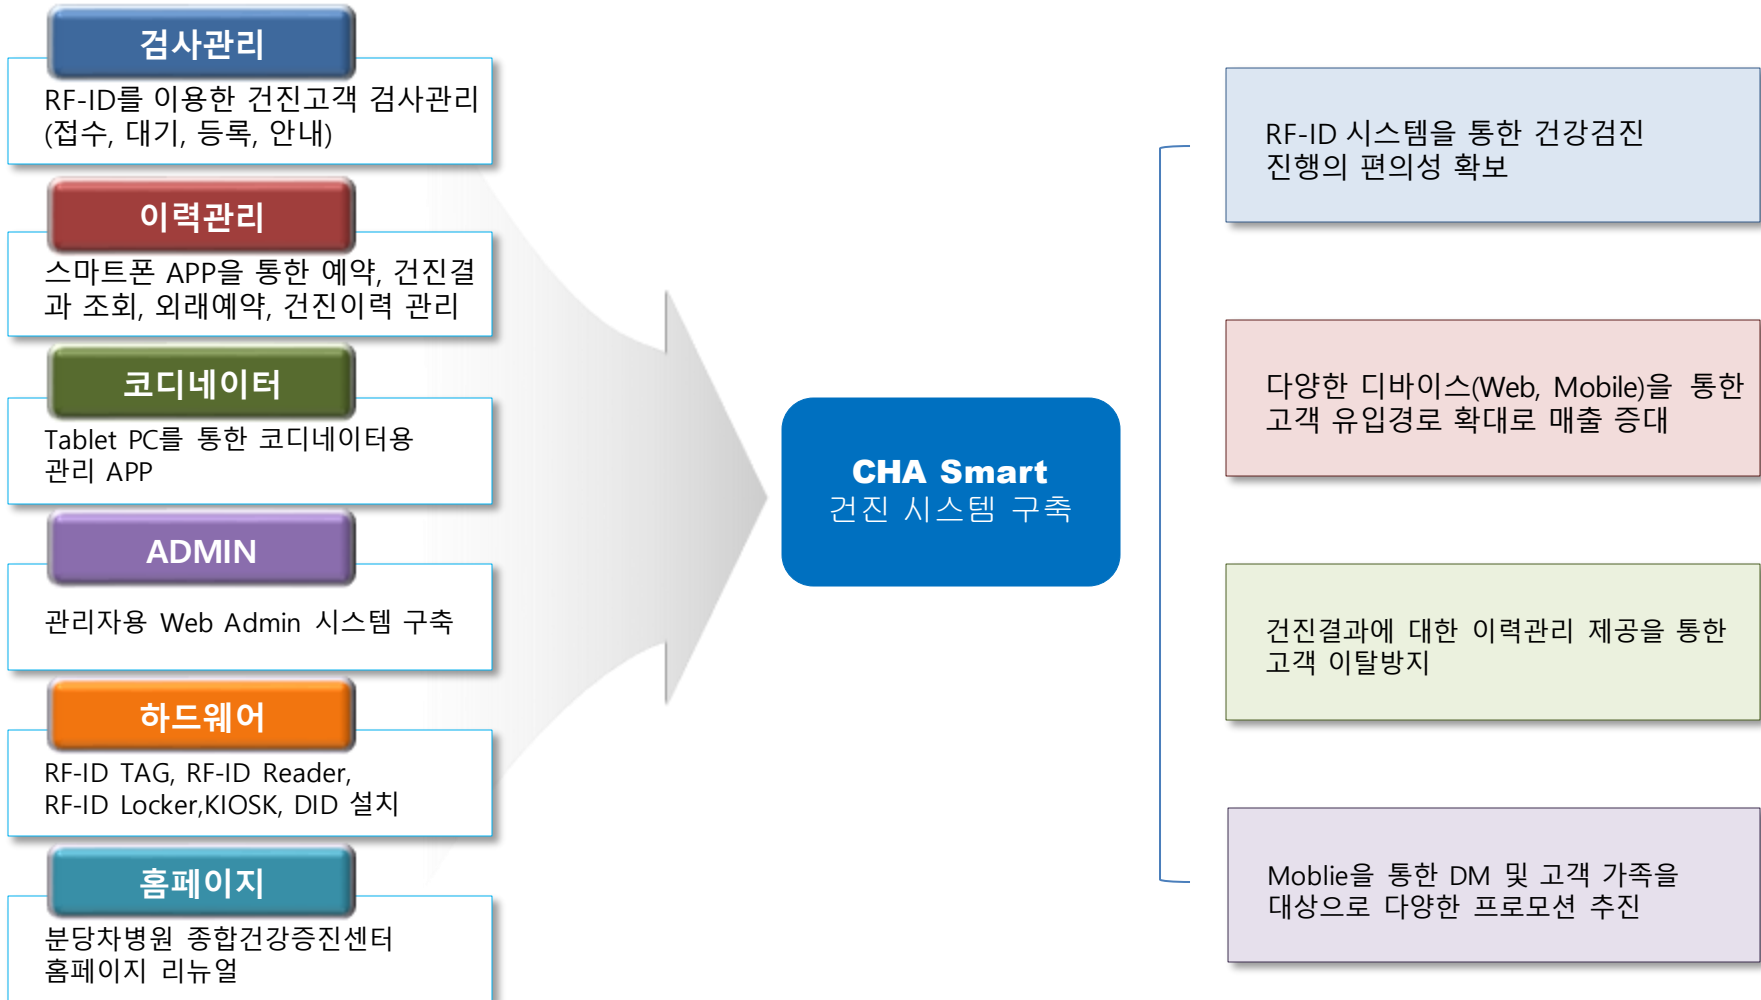 검사관리
RF-ID를 이용한 건진고객 검사관리
(접수, 대기, 등록, 안내)
이력관리
스마트폰 APP을 통한 예약, 건진결
과 조회, 외래예약, 건진이력 관리
코디네이터
Tablet PC를 통한 코디네이터용
관리 APP
ADMIN
관리자용 Web Admin 시스템 구축
하드웨어
RF-ID TAG, RF-ID Reader,
RF-ID Locker,KIOSK, DID 설치
홈페이지
분당차병원 종합건강증진센터
홈페이지 리뉴얼
CHA Smart
건진 시스템 구축
RF-ID 시스템을 통한 건강검진
진행의 편의성 확보
다양한 디바이스(Web, Mobile)을 통한
고객 유입경로 확대로 매출 증대
건진결과에 대한 이력관리 제공을 통한
고객 이탈방지
Moblie을 통한 DM 및 고객 가족을
대상으로 다양한 프로모션 추진